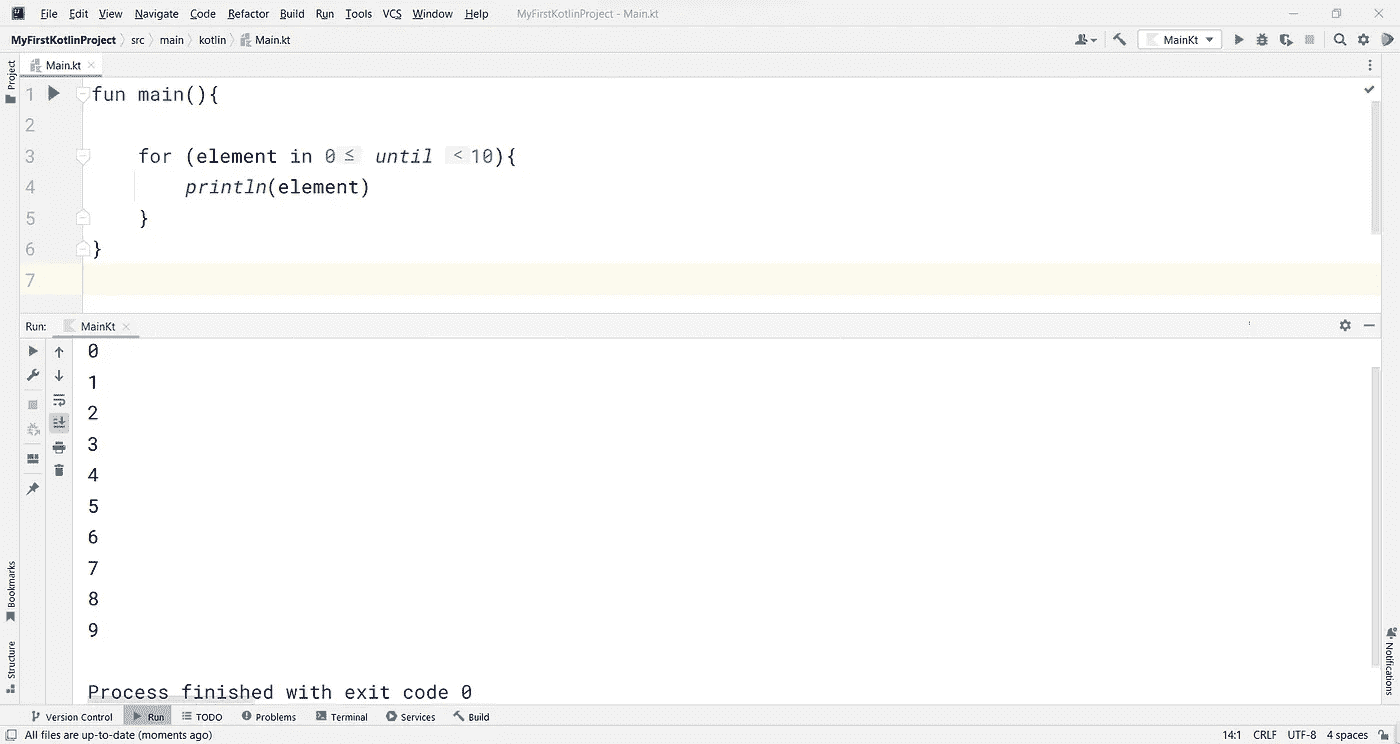 File Edit View Navigate Code Refactor Build Run Tools VCS Window Help MyFirstKotlinProject - Main.kt
MyFirstKotlinProject src main kotlin Main.kt MainKt
Project
Main.kt
1 fun main(){
2
3 for (element in 0 ≤ until < 10){
4 println(element)
5 }
6 }
7
Run: MainKt
0
1
2
3
4
5
6
7
8
9
Process finished with exit code 0
Bookmarks
Structure
Notifications
Version Control Run TODO Problems Terminal Services Build
All files are up-to-date (moments ago) 14:1 CRLF UTF-8 4 spaces